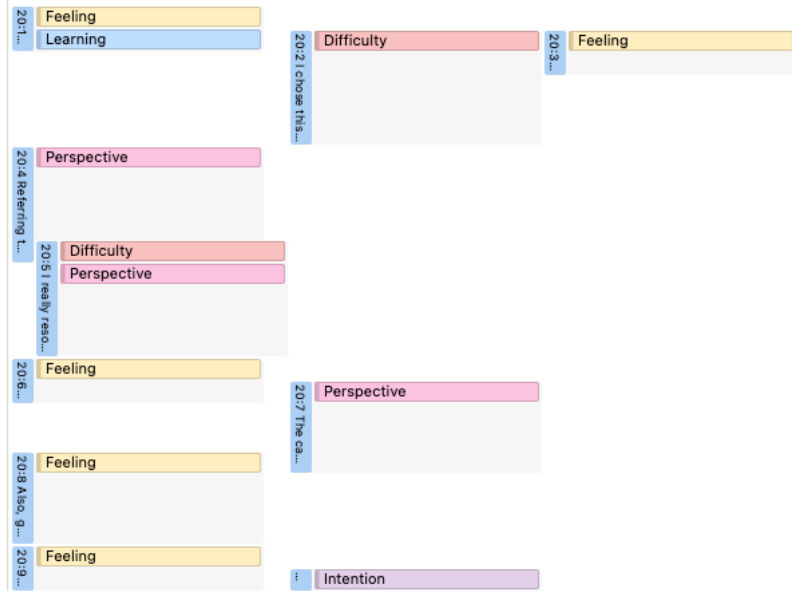 20:1...
Feeling
Learning
20:2 I chose this...
Difficulty
20:3...
Feeling
20:4 Referring t...
Perspective
20:5 I really reso...
Difficulty
Perspective
20:6...
Feeling
20:7 The ca...
Perspective
20:8 Also, g...
Feeling
20:9...
Feeling
...
Intention